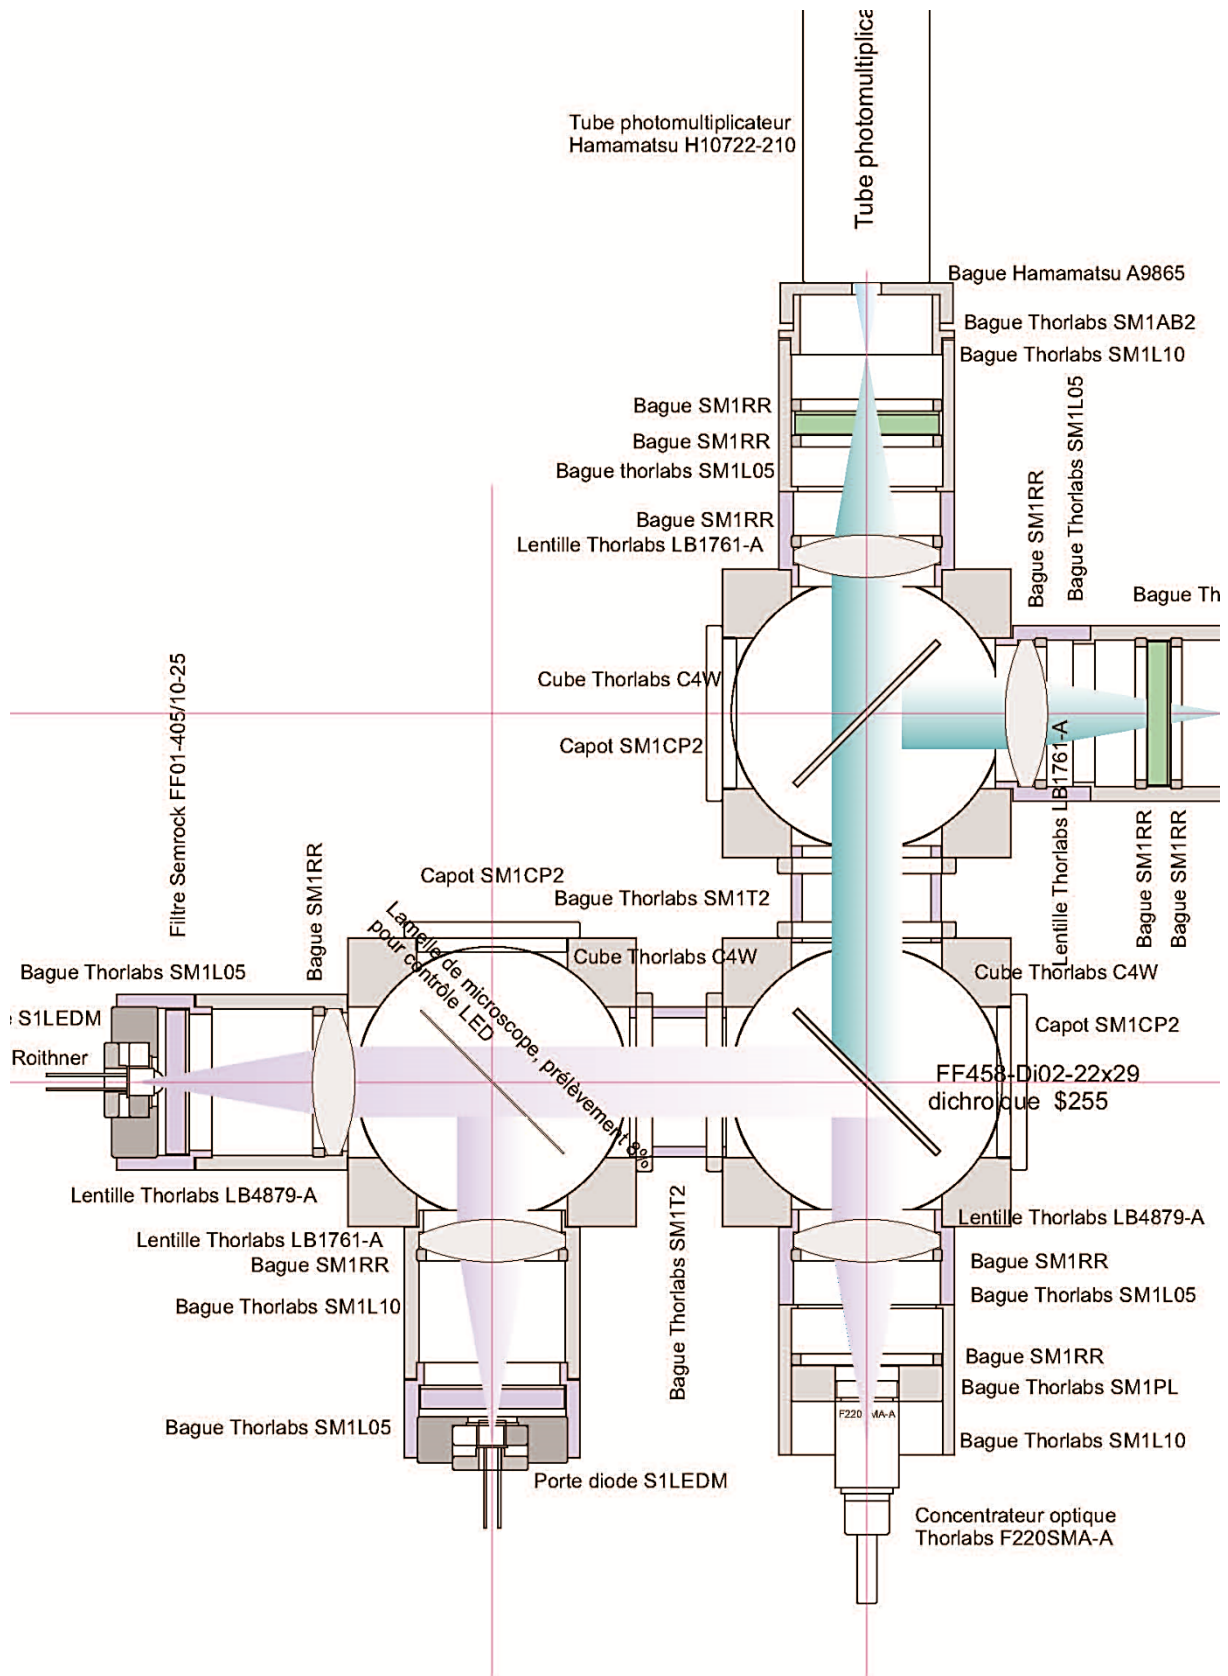 Tube photomultiplica
Tube photomultiplicateur
Hamamatsu H10722-210
Bague Hamamatsu A9865
Bague Thorlabs SM1AB2
Bague Thorlabs SM1L10
Bague SM1RR
Bague SM1RR
Bague thorlabs SM1L05
Bague SM1RR
Lentille Thorlabs LB1761-A
Bague SM1RR
Bague Thorlabs SM1L05
Bague Th
Cube Thorlabs C4W
Capot SM1CP2
Lentille Thorlabs LB1761-A
Bague SM1RR
Bague SM1RR
Filtre Semrock FF01-405/10-25
Bague SM1RR
Capot SM1CP2
Bague Thorlabs SM1T2
Lamelle de microscope, prélèvement 8%
pour contrôle LED
Cube Thorlabs C4W
Cube Thorlabs C4W
Bague Thorlabs SM1L05
e S1LEDM
Roithner
Capot SM1CP2
FF458-Di02-22x29
dichroïque $255
Lentille Thorlabs LB4879-A
Bague Thorlabs SM1T2
Lentille Thorlabs LB4879-A
Lentille Thorlabs LB1761-A
Bague SM1RR
Bague SM1RR
Bague Thorlabs SM1L10
Bague Thorlabs SM1L05
Bague SM1RR
Bague Thorlabs SM1PL
F220SMA-A
Bague Thorlabs SM1L05
Bague Thorlabs SM1L10
Porte diode S1LEDM
Concentrateur optique
Thorlabs F220SMA-A